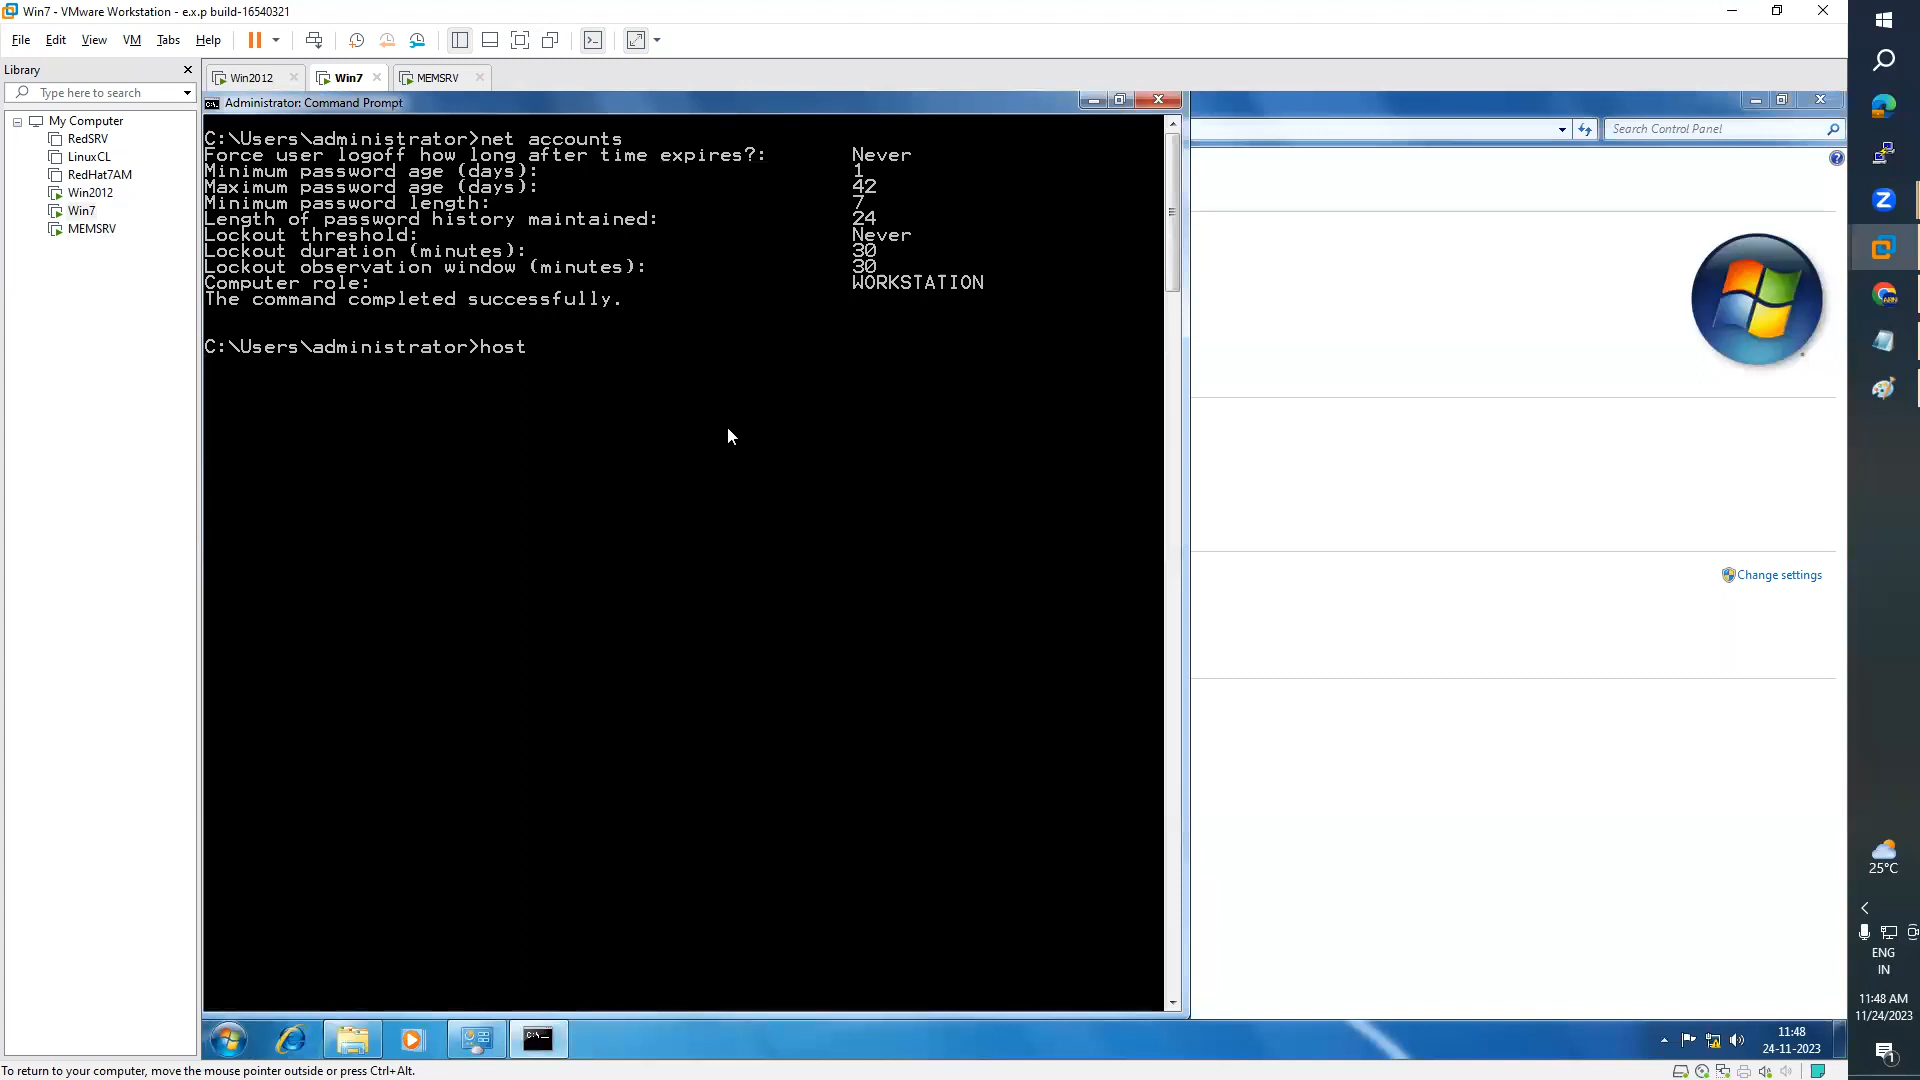 Win7 - VMware Workstation - e.x.p build-16540321
File Edit View VM Tabs Help
Library
Type here to search
My Computer
RedSRV
LinuxCL
RedHat7AM
Win2012
Win7
MEMSRV
Win2012 Win7 MEMSRV
Administrator: Command Prompt
C:\Users\administrator>net accounts
Force user logoff how long after time expires?: Never
Minimum password age (days): 1
Maximum password age (days): 42
Minimum password length: 7
Length of password history maintained: 24
Lockout threshold: Never
Lockout duration (minutes): 30
Lockout observation window (minutes): 30
Computer role: WORKSTATION
The command completed successfully.
C:\Users\administrator>host
Search Control Panel
Change settings
11:48
24-11-2023
25°C
ENG
IN
11:48 AM
11/24/2023
1
To return to your computer, move the mouse pointer outside or press Ctrl+Alt.